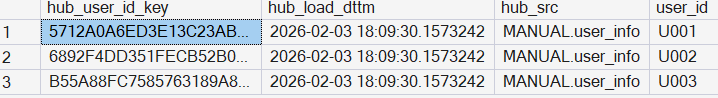 hub_user_id_key hub_load_dttm hub_src user_id
1 5712A0A6ED3E13C23AB... 2026-02-03 18:09:30.1573242 MANUAL.user_info U001
2 6892F4DD351FECB52B0... 2026-02-03 18:09:30.1573242 MANUAL.user_info U002
3 B55A88FC7585763189A8... 2026-02-03 18:09:30.1573242 MANUAL.user_info U003